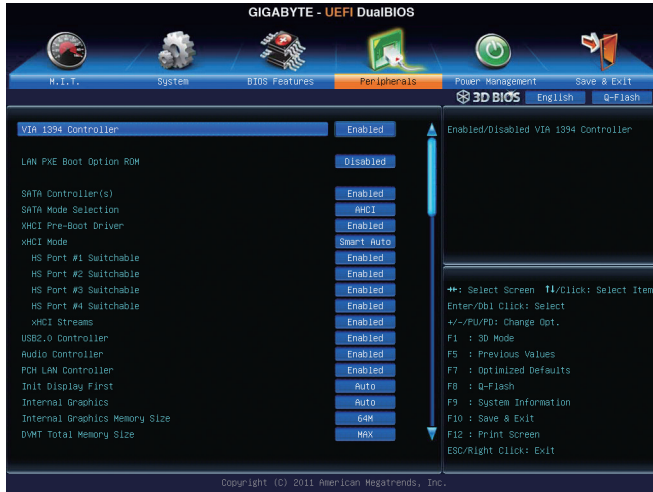 GIGABYTE - UEFI DualBIOS
M.I.T. System BIOS Features Peripherals Power Management Save & Exit
3D BIOS English Q-Flash
VIA 1394 Controller Enabled
LAN PXE Boot Option ROM Disabled
SATA Controller(s) Enabled
SATA Mode Selection AHCI
XHCI Pre-Boot Driver Enabled
xHCI Mode Smart Auto
HS Port #1 Switchable Enabled
HS Port #2 Switchable Enabled
HS Port #3 Switchable Enabled
HS Port #4 Switchable Enabled
xHCI Streams Enabled
USB2.0 Controller Enabled
Audio Controller Enabled
PCH LAN Controller Enabled
Init Display First Auto
Internal Graphics Auto
Internal Graphics Memory Size 64M
DVMT Total Memory Size MAX
Enabled/Disabled VIA 1394 Controller
→←: Select Screen ↑↓/Click: Select Item
Enter/Dbl Click: Select
+/-/PU/PD: Change Opt.
F1 : 3D Mode
F5 : Previous Values
F7 : Optimized Defaults
F8 : Q-Flash
F9 : System Information
F10 : Save & Exit
F12 : Print Screen
ESC/Right Click: Exit
Copyright (C) 2011 American Megatrends, Inc.